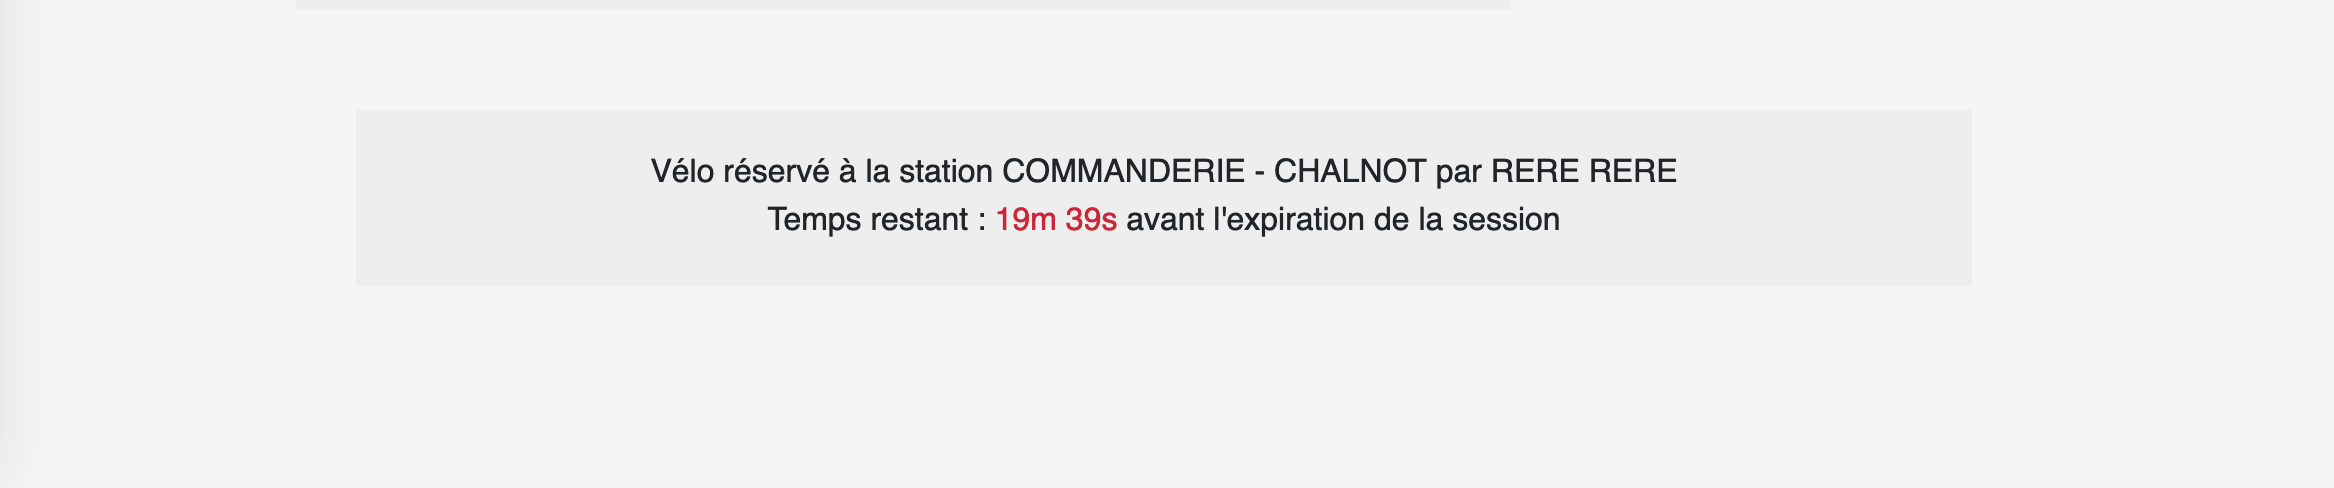 Vélo réservé à la station COMMANDERIE - CHALNOT par RERE RERE
Temps restant : 19m 39s avant l'expiration de la session